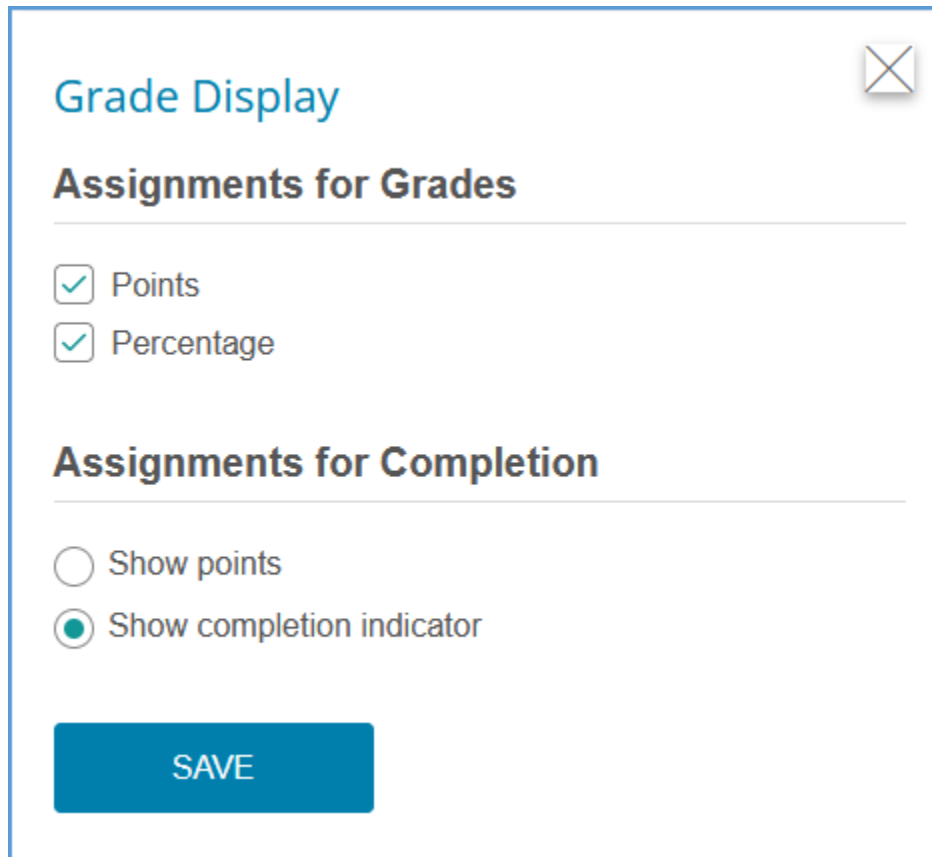 Grade Display
Assignments for Grades
Points
Percentage
Assignments for Completion
Show points
Show completion indicator
SAVE